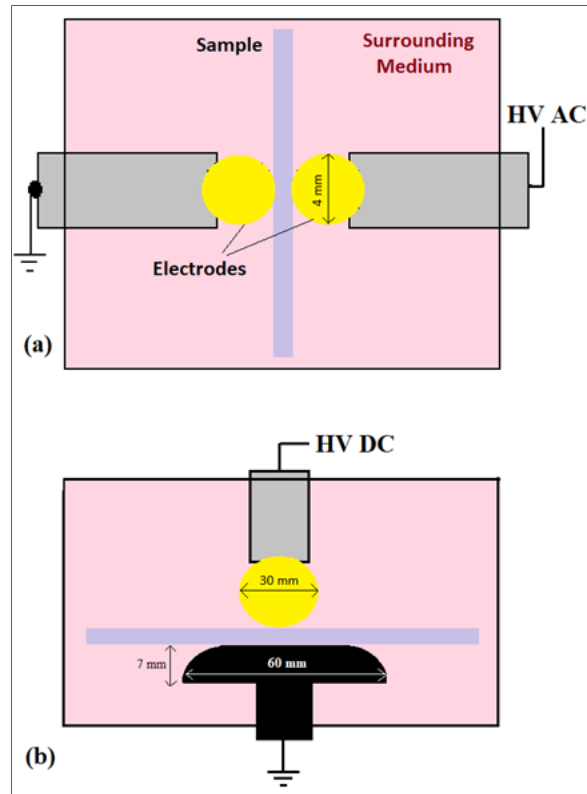 Sample
Surrounding
Medium
HV AC
4 mm
Electrodes
(a)
HV DC
30 mm
7 mm
60 mm
(b)